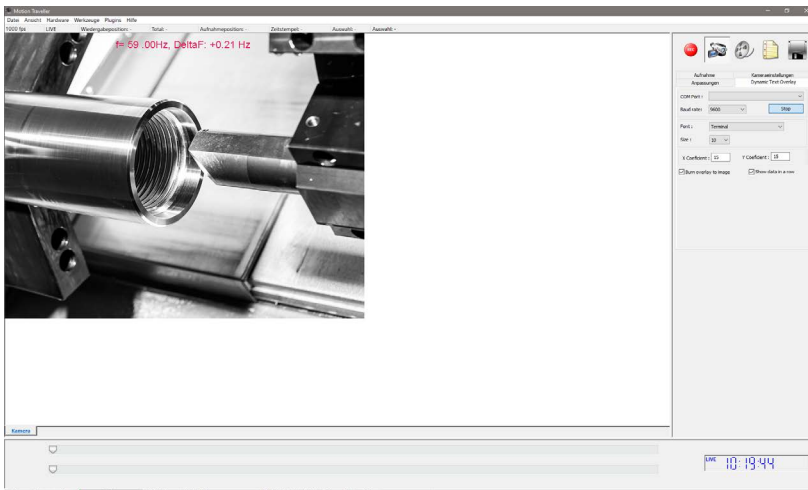 Motion Traveller
Datei Ansicht Hardware Werkzeuge Plugins Hilfe
1000 fps LIVE Wiedergabeposition: - Total: - Aufnahmeposition: - Zeitstempel: - Auswahl: - Auswahl: -
f= 59 .00Hz, DeltaF: +0.21 Hz
REC
Aufnahme Kameraeinstellungen
Anpassungen Dynamic Text Overlay
COM Port :
Baud rate: 9600 Stop
Font : Terminal
Size : 10
X Coeficient : 15 Y Coeficient : 15
Burn overlay to image Show data in a row
Kamera
LIVE 10:19:44